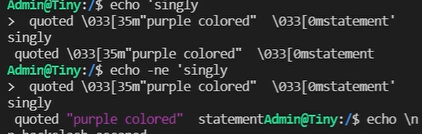 Admin@Tiny:/$ echo 'singly
>  quoted \033[35m"purple colored"  \033[0mstatement'
singly
 quoted \033[35m"purple colored"  \033[0mstatement
Admin@Tiny:/$ echo -ne 'singly
>  quoted \033[35m"purple colored"  \033[0mstatement'
singly
 quoted "purple colored"  statementAdmin@Tiny:/$ echo \n